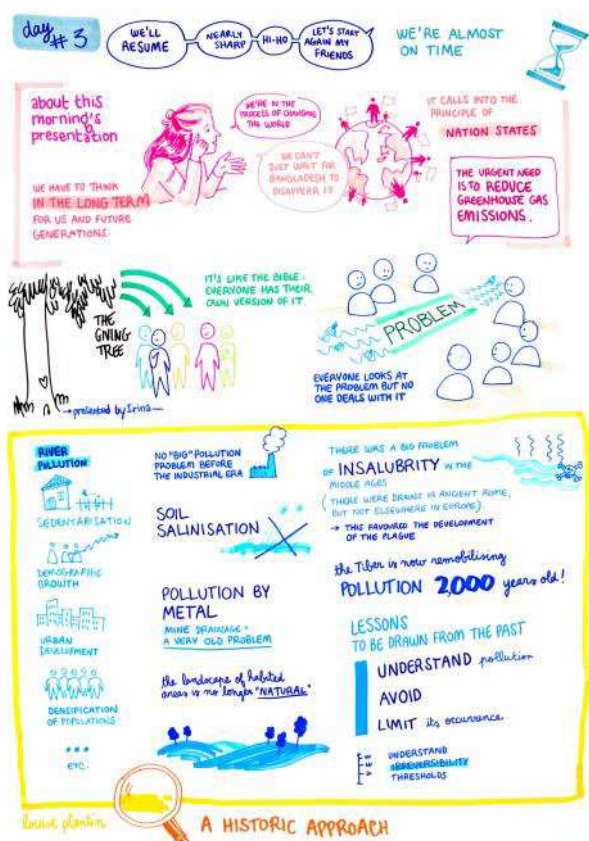 day # 3
WE'LL
RESUME
NEARLY
SHARP
HI-HO
LET'S START
AGAIN MY
FRIENDS
WE'RE ALMOST
ON TIME
about this
morning's
presentation
WE HAVE TO THINK
IN THE LONG TERM
FOR US AND FUTURE
GENERATIONS.
WE'RE IN THE
PROCESS OF CHANGING
THE WORLD
WE CAN'T
JUST WAIT FOR
BANGLADESH TO
DISAPPEAR!?
IT CALLS INTO THE
PRINCIPLE OF
NATION STATES
THE URGENT NEED
IS TO REDUCE
GREENHOUSE GAS
EMISSIONS.
THE
GIVING
TREE
presented by Irina
IT'S LIKE THE BIBLE:
EVERYONE HAS THEIR
OWN VERSION OF IT.
PROBLEM
EVERYONE LOOKS AT
THE PROBLEM BUT NO
ONE DEALS WITH IT
RIVER
POLLUTION
SEDENTARISATION
DEMOGRAPHIC
GROWTH
URBAN
DEVELOPMENT
DENSIFICATION
OF POPULATIONS
...
ETC.
NO "BIG" POLLUTION
PROBLEM BEFORE
THE INDUSTRIAL ERA
SOIL
SALINISATION
POLLUTION BY
METAL
MINE DRAINAGE:
A VERY OLD PROBLEM
the landscape of habited
areas is no longer "NATURAL"
THERE WAS A BIG PROBLEM
OF INSALUBRITY IN THE
MIDDLE AGES
(THERE WERE DRAINS IN ANCIENT ROME,
BUT NOT ELSEWHERE IN EUROPE).
→ THIS FAVOURED THE DEVELOPMENT
OF THE PLAGUE
the Tiber is now remobilising
POLLUTION 2,000 years old!
LESSONS
TO BE DRAWN FROM THE PAST
UNDERSTAND pollution
AVOID
LIMIT its occurrence
UNDERSTAND
IRREVERSIBILITY
THRESHOLDS
louise plantin
A HISTORIC APPROACH